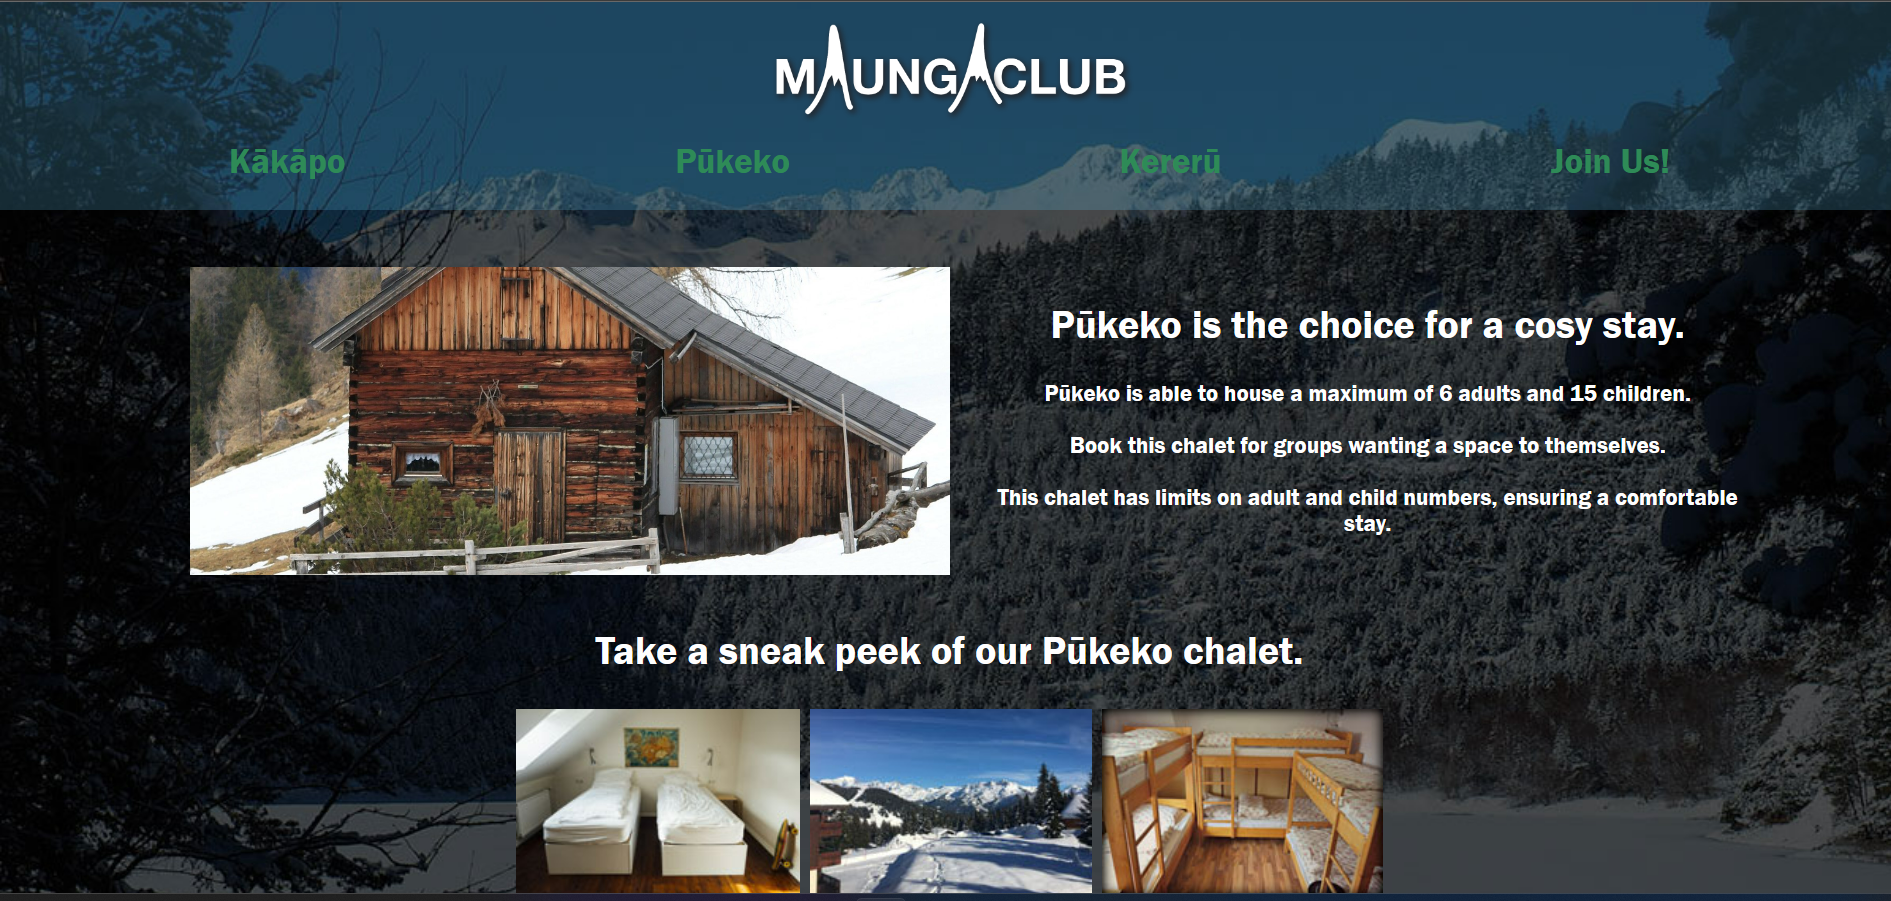 MAUNGACLUB
Kākāpo Pūkeko Kererū Join Us!
Pūkeko is the choice for a cosy stay.
Pūkeko is able to house a maximum of 6 adults and 15 children.
Book this chalet for groups wanting a space to themselves.
This chalet has limits on adult and child numbers, ensuring a comfortable
stay.
Take a sneak peek of our Pūkeko chalet.